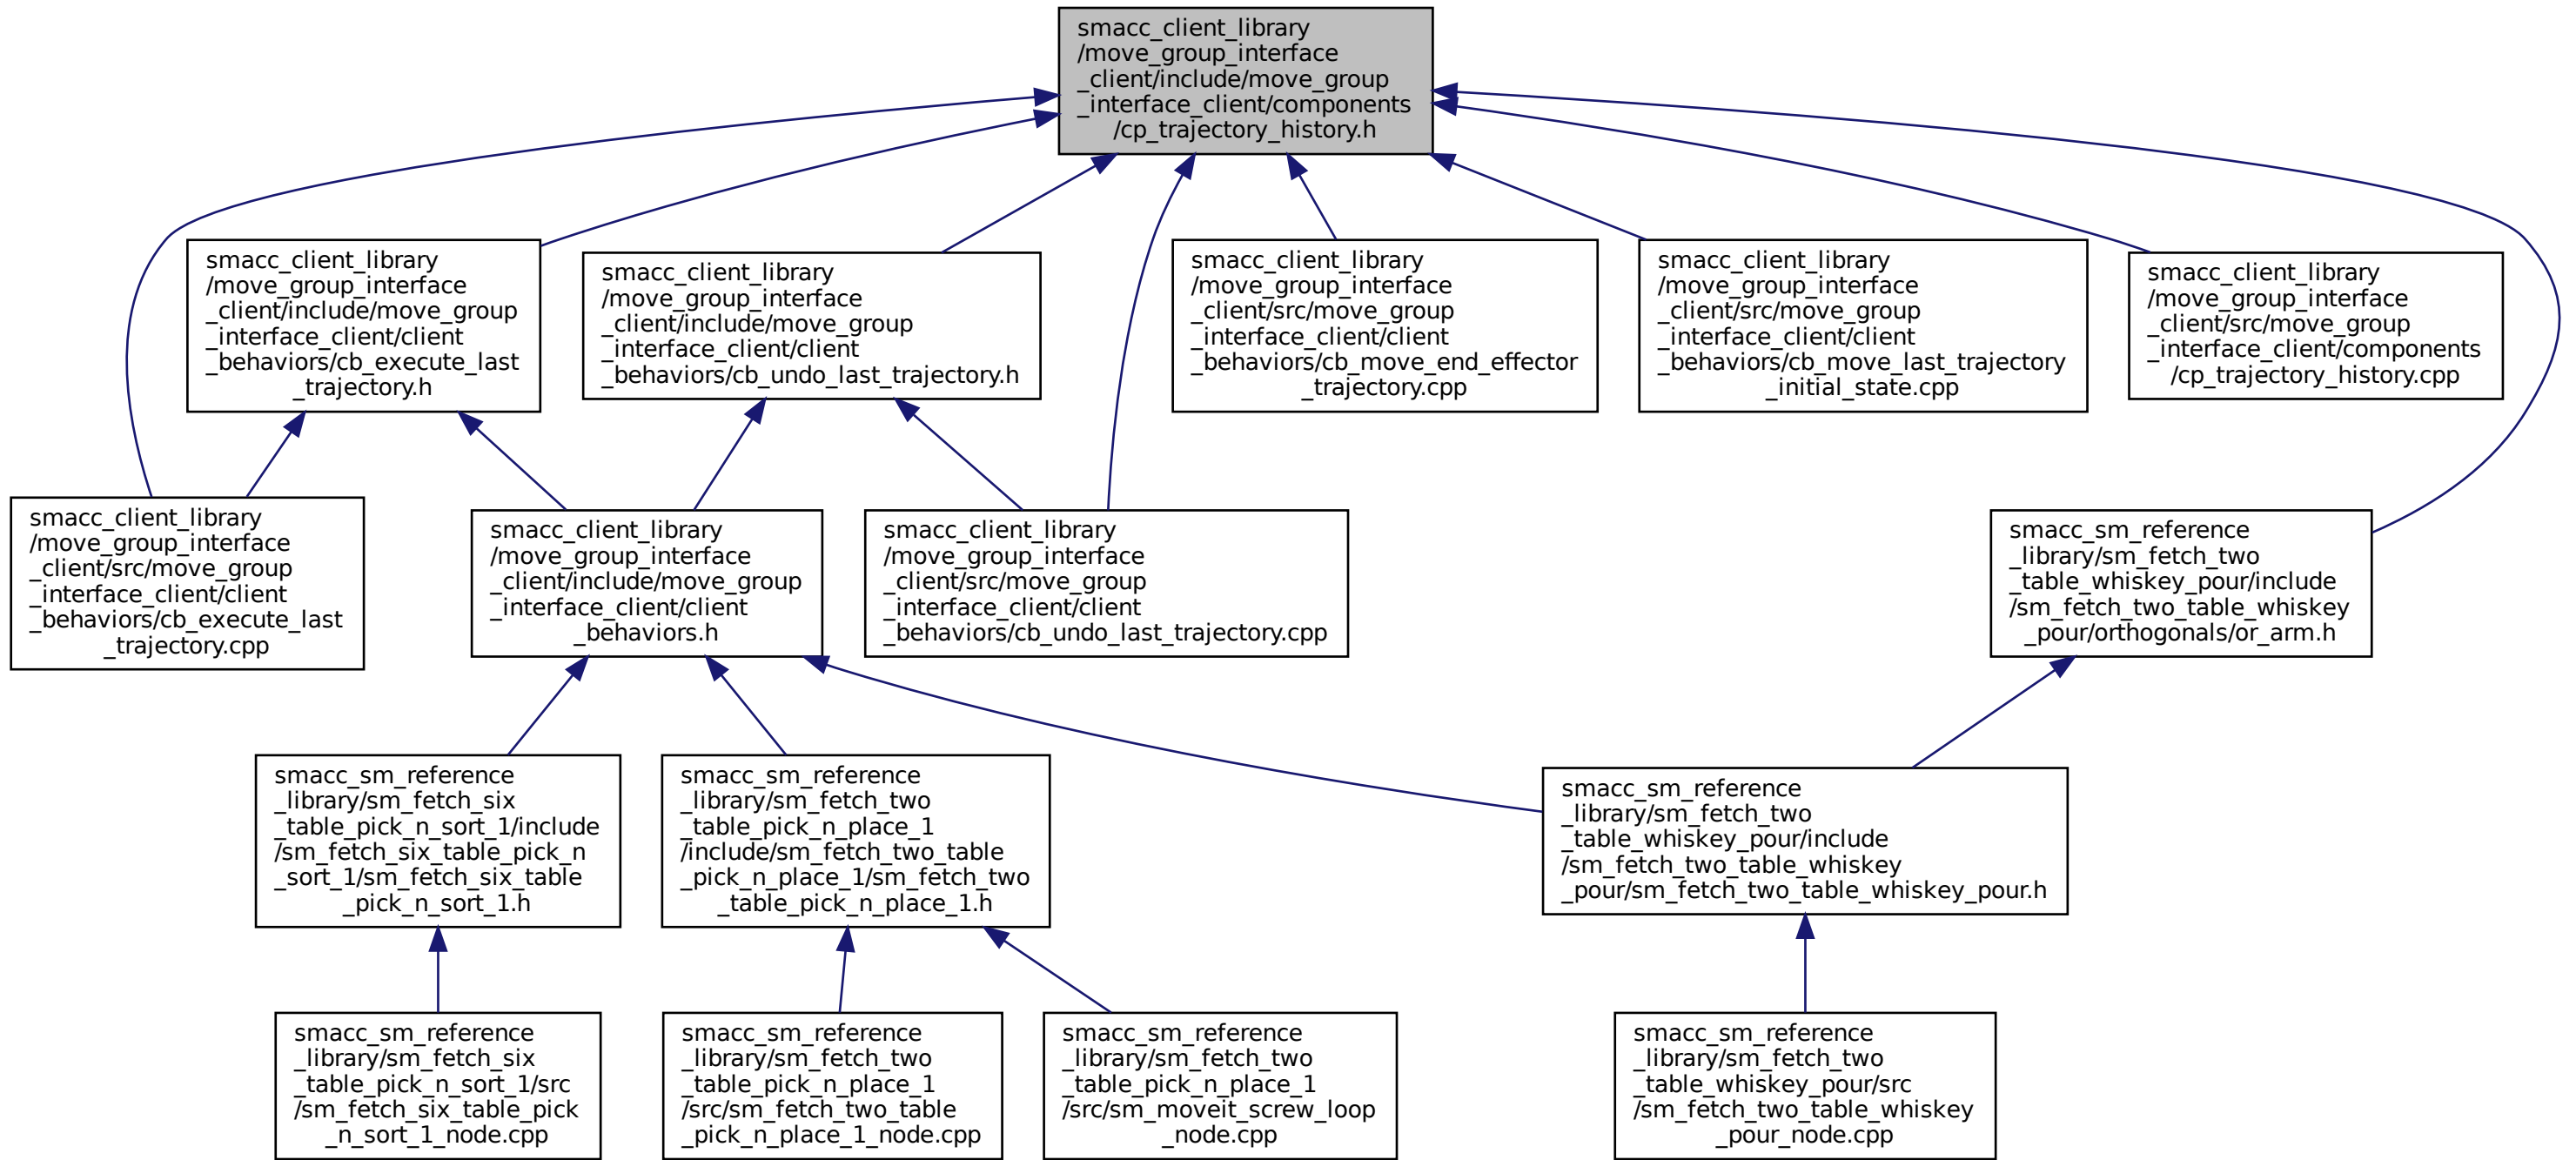 smacc_client_library
/move_group_interface
_client/include/move_group
_interface_client/components
/cp_trajectory_history.h
smacc_client_library
/move_group_interface
_client/include/move_group
_interface_client/client
_behaviors/cb_execute_last
_trajectory.h
smacc_client_library
/move_group_interface
_client/include/move_group
_interface_client/client
_behaviors/cb_undo_last_trajectory.h
smacc_client_library
/move_group_interface
_client/src/move_group
_interface_client/client
_behaviors/cb_move_end_effector
_trajectory.cpp
smacc_client_library
/move_group_interface
_client/src/move_group
_interface_client/client
_behaviors/cb_move_last_trajectory
_initial_state.cpp
smacc_client_library
/move_group_interface
_client/src/move_group
_interface_client/components
/cp_trajectory_history.cpp
smacc_client_library
/move_group_interface
_client/src/move_group
_interface_client/client
_behaviors/cb_execute_last
_trajectory.cpp
smacc_client_library
/move_group_interface
_client/include/move_group
_interface_client/client
_behaviors.h
smacc_client_library
/move_group_interface
_client/src/move_group
_interface_client/client
_behaviors/cb_undo_last_trajectory.cpp
smacc_sm_reference
_library/sm_fetch_two
_table_whiskey_pour/include
/sm_fetch_two_table_whiskey
_pour/orthogonals/or_arm.h
smacc_sm_reference
_library/sm_fetch_six
_table_pick_n_sort_1/include
/sm_fetch_six_table_pick_n
_sort_1/sm_fetch_six_table
_pick_n_sort_1.h
smacc_sm_reference
_library/sm_fetch_two
_table_pick_n_place_1
/include/sm_fetch_two_table
_pick_n_place_1/sm_fetch_two
_table_pick_n_place_1.h
smacc_sm_reference
_library/sm_fetch_two
_table_whiskey_pour/include
/sm_fetch_two_table_whiskey
_pour/sm_fetch_two_table_whiskey_pour.h
smacc_sm_reference
_library/sm_fetch_six
_table_pick_n_sort_1/src
/sm_fetch_six_table_pick
_n_sort_1_node.cpp
smacc_sm_reference
_library/sm_fetch_two
_table_pick_n_place_1
/src/sm_fetch_two_table
_pick_n_place_1_node.cpp
smacc_sm_reference
_library/sm_fetch_two
_table_pick_n_place_1
/src/sm_moveit_screw_loop
_node.cpp
smacc_sm_reference
_library/sm_fetch_two
_table_whiskey_pour/src
/sm_fetch_two_table_whiskey
_pour_node.cpp